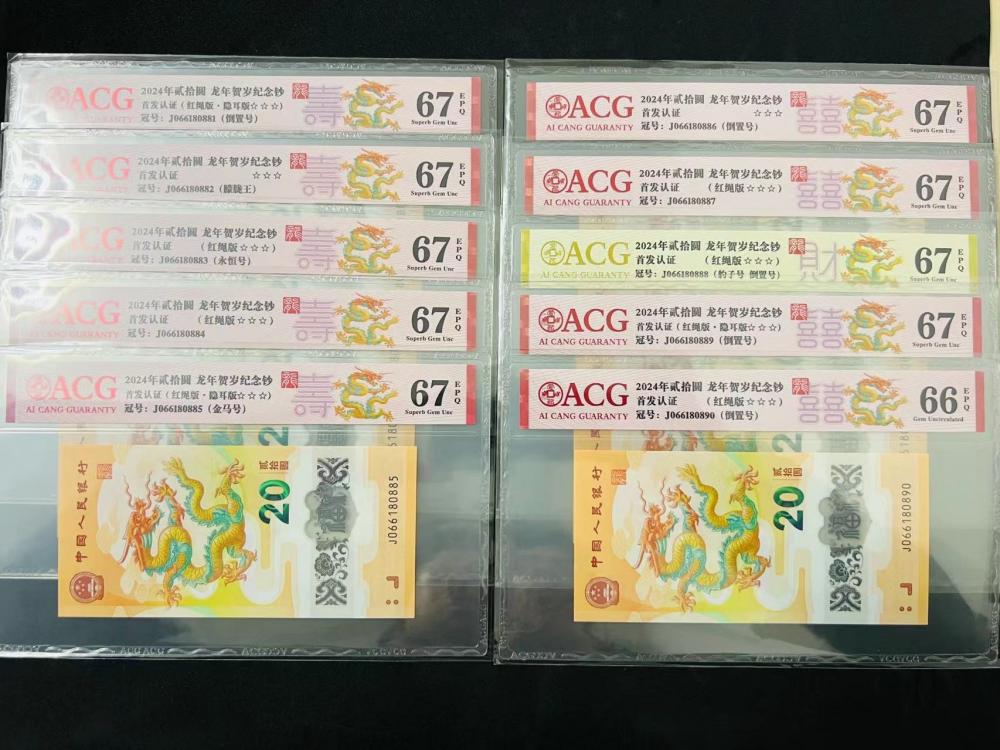 ACG
AI CANG GUARANTY
2024年贰拾圆 龙年贺岁纪念钞
首发认证（红绳版·隐耳版☆☆☆）
冠号：J066180881（倒置号）
67
EPQ
Superb Gem Unc
ACG
2024年贰拾圆 龙年贺岁纪念钞
首发认证 ☆☆☆
冠号：J066180882（朦胧王）
67
EPQ
Superb Gem Unc
ACG
AI CANG GUARANTY
2024年贰拾圆 龙年贺岁纪念钞
首发认证 （红绳版☆☆☆）
冠号：J066180883（永恒号）
67
EPQ
Superb Gem Unc
ACG
AI CANG GUARANTY
2024年贰拾圆 龙年贺岁纪念钞
首发认证 （红绳版☆☆☆）
冠号：J066180884
67
EPQ
Superb Gem Unc
ACG
AI CANG GUARANTY
2024年贰拾圆 龙年贺岁纪念钞
首发认证（红绳版·隐耳版☆☆☆）
冠号：J066180885（金马号）
67
EPQ
Superb Gem Unc
中国人民银行
20
贰拾圆
J066180885
ACG
AI CANG GUARANTY
2024年贰拾圆 龙年贺岁纪念钞
首发认证 ☆☆☆
冠号：J066180886（倒置号）
67
EPQ
Superb Gem Unc
ACG
AI CANG GUARANTY
2024年贰拾圆 龙年贺岁纪念钞
首发认证 （红绳版☆☆☆）
冠号：J066180887
67
EPQ
Superb Gem Unc
ACG
AI CANG GUARANTY
2024年贰拾圆 龙年贺岁纪念钞
首发认证 （红绳版☆☆☆）
冠号：J066180888（豹子号 倒置号）
財
67
EPQ
Superb Gem Unc
ACG
AI CANG GUARANTY
2024年贰拾圆 龙年贺岁纪念钞
首发认证（红绳版·隐耳版☆☆☆）
冠号：J066180889（倒置号）
67
EPQ
Superb Gem Unc
ACG
AI CANG GUARANTY
2024年贰拾圆 龙年贺岁纪念钞
首发认证 （红绳版☆☆☆）
冠号：J066180890（倒置号）
66
EPQ
Gem Uncirculated
中国人民银行
20
贰拾圆
福
J066180890